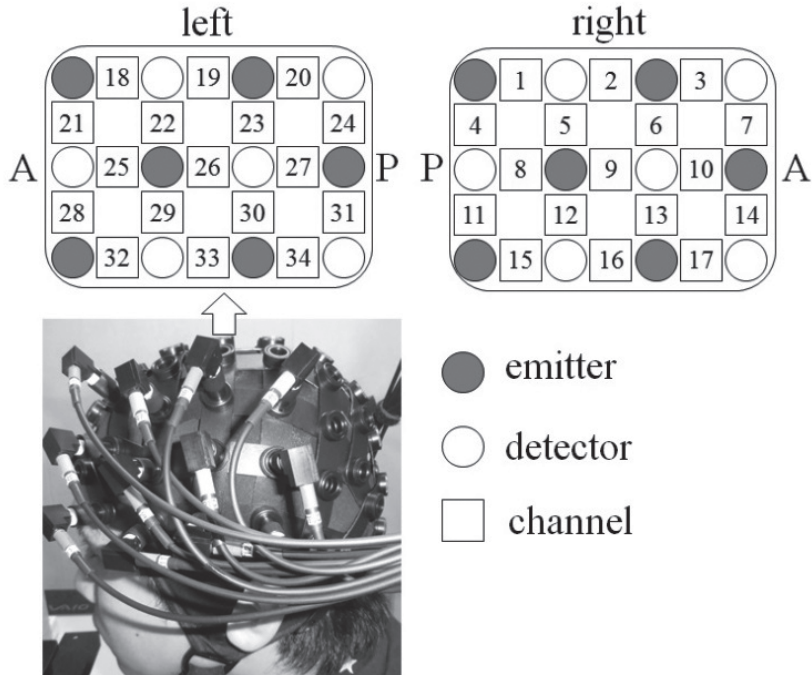 left
right
18 19 20
21 22 23 24
A 25 26 27 P
28 29 30 31
32 33 34
1 2 3
4 5 6 7
P 8 9 10 A
11 12 13 14
15 16 17
emitter
detector
channel
VAIO